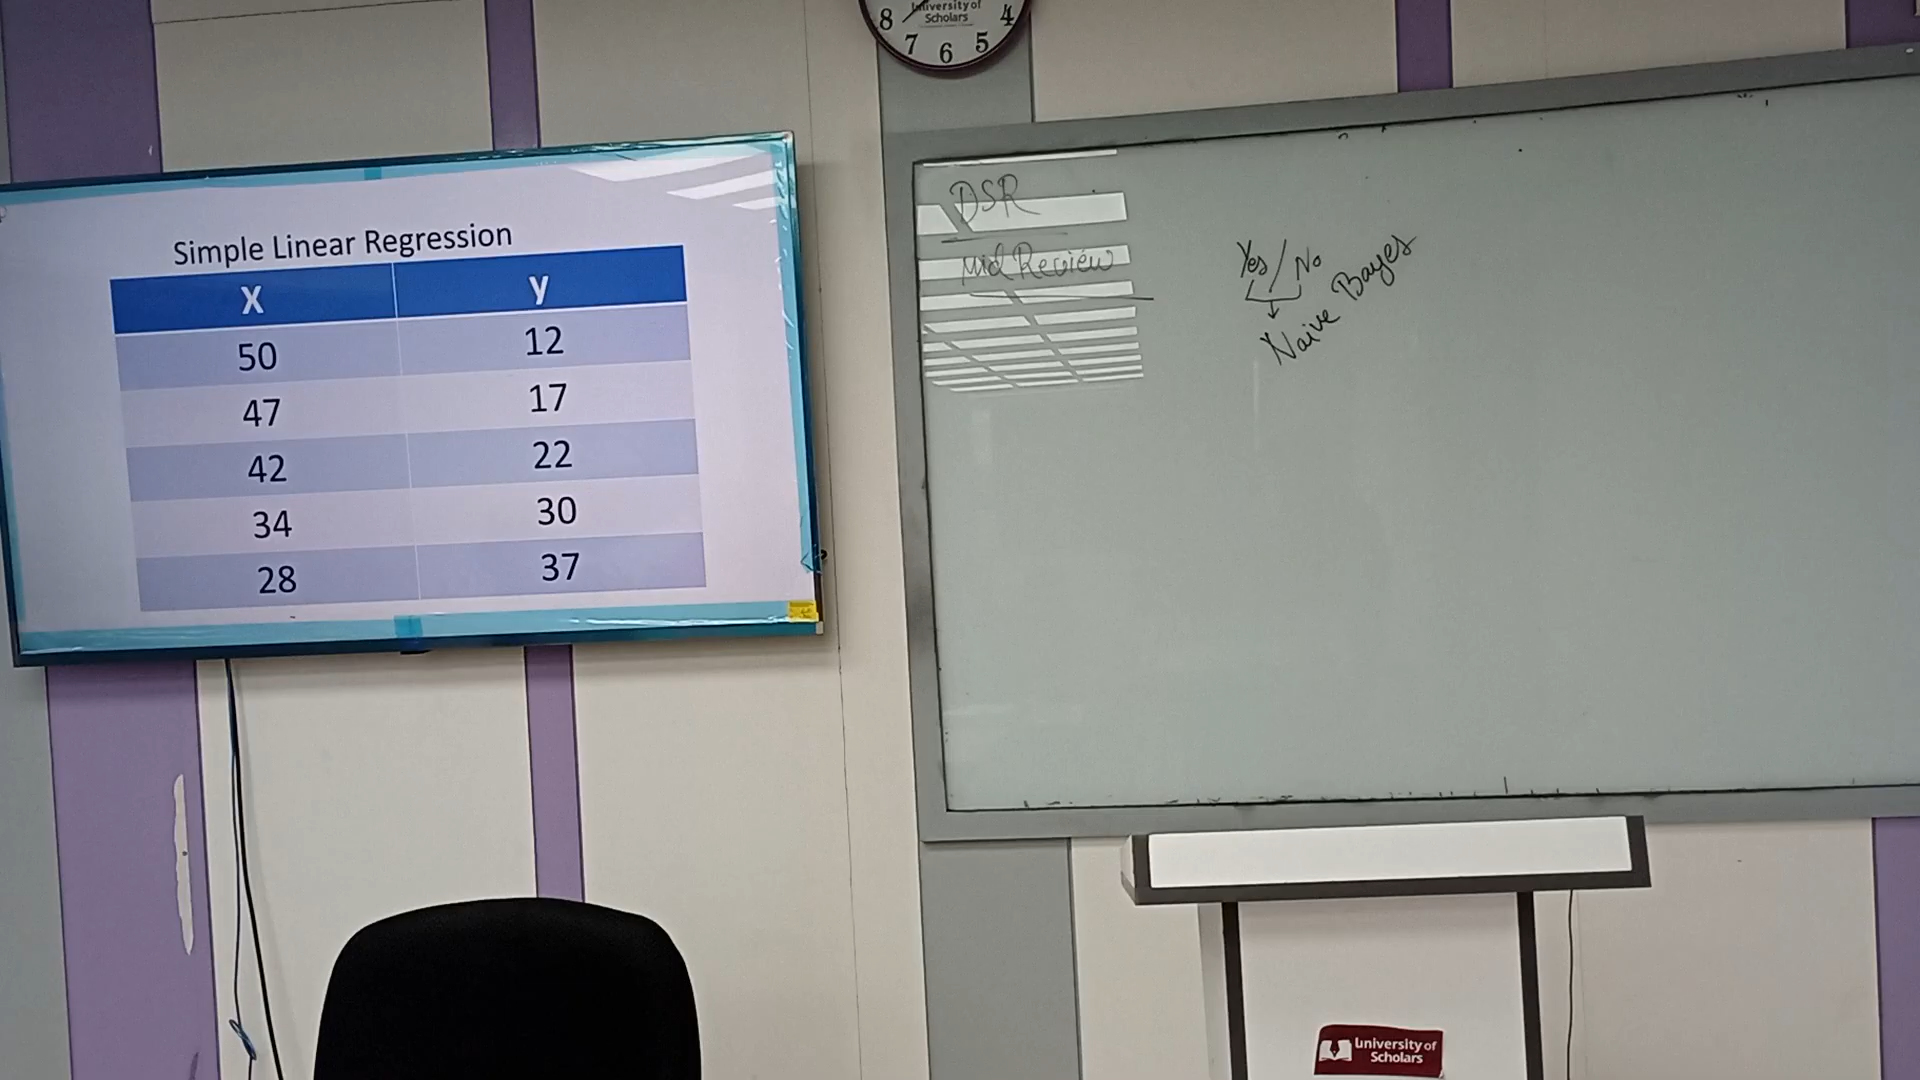 University of
Scholars
8
4
7
6
5
Simple Linear Regression
X y
50 12
47 17
42 22
34 30
28 37
DSR
Mid Review
Yes / No
Naive Bayes
University of
Scholars